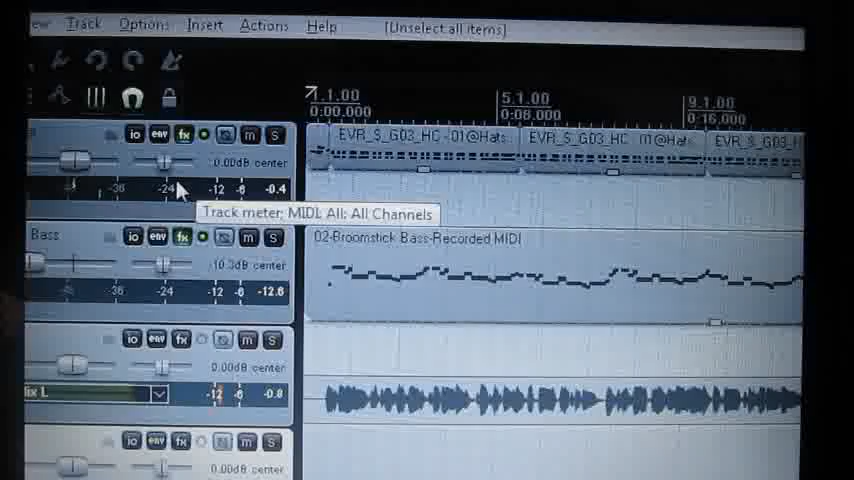 ew Track Options Insert Actions Help [Unselect all items]
1.1.00 5.1.00 9.1.00
0:00.000 0:08.000 0:16.000
io env fx m S
EVR_S_G03_HC - 01@Hats EVR_S_G03_HC 01@Hats EVR_S_G03_H
0.00dB center
-36 -24 -12 -6 -0.4
Track meter; MIDI: All: All Channels
Bass io env fx m S
02-Broomstick Bass-Recorded MIDI
-10.3dB center
-36 -24 -12 -6 -12.6
io env fx m S
0.00dB center
ix L -12 -6 -0.8
io env fx m S
0.00dB center